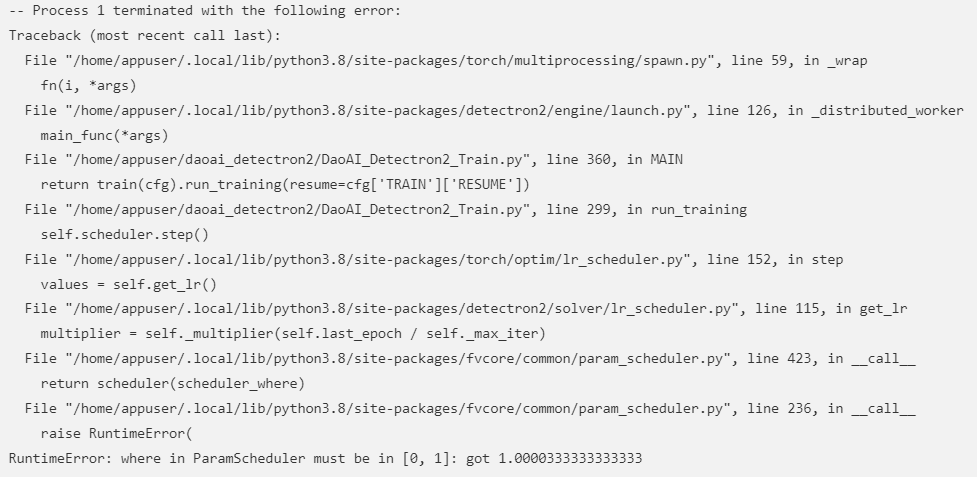 -- Process 1 terminated with the following error:
Traceback (most recent call last):
  File "/home/appuser/.local/lib/python3.8/site-packages/torch/multiprocessing/spawn.py", line 59, in _wrap
    fn(i, *args)
  File "/home/appuser/.local/lib/python3.8/site-packages/detectron2/engine/launch.py", line 126, in _distributed_worker
    main_func(*args)
  File "/home/appuser/daoai_detectron2/DaoAI_Detectron2_Train.py", line 360, in MAIN
    return train(cfg).run_training(resume=cfg['TRAIN']['RESUME'])
  File "/home/appuser/daoai_detectron2/DaoAI_Detectron2_Train.py", line 299, in run_training
    self.scheduler.step()
  File "/home/appuser/.local/lib/python3.8/site-packages/torch/optim/lr_scheduler.py", line 152, in step
    values = self.get_lr()
  File "/home/appuser/.local/lib/python3.8/site-packages/detectron2/solver/lr_scheduler.py", line 115, in get_lr
    multiplier = self._multiplier(self.last_epoch / self._max_iter)
  File "/home/appuser/.local/lib/python3.8/site-packages/fvcore/common/param_scheduler.py", line 423, in __call__
    return scheduler(scheduler_where)
  File "/home/appuser/.local/lib/python3.8/site-packages/fvcore/common/param_scheduler.py", line 236, in __call__
    raise RuntimeError(
RuntimeError: where in ParamScheduler must be in [0, 1]: got 1.0000333333333333